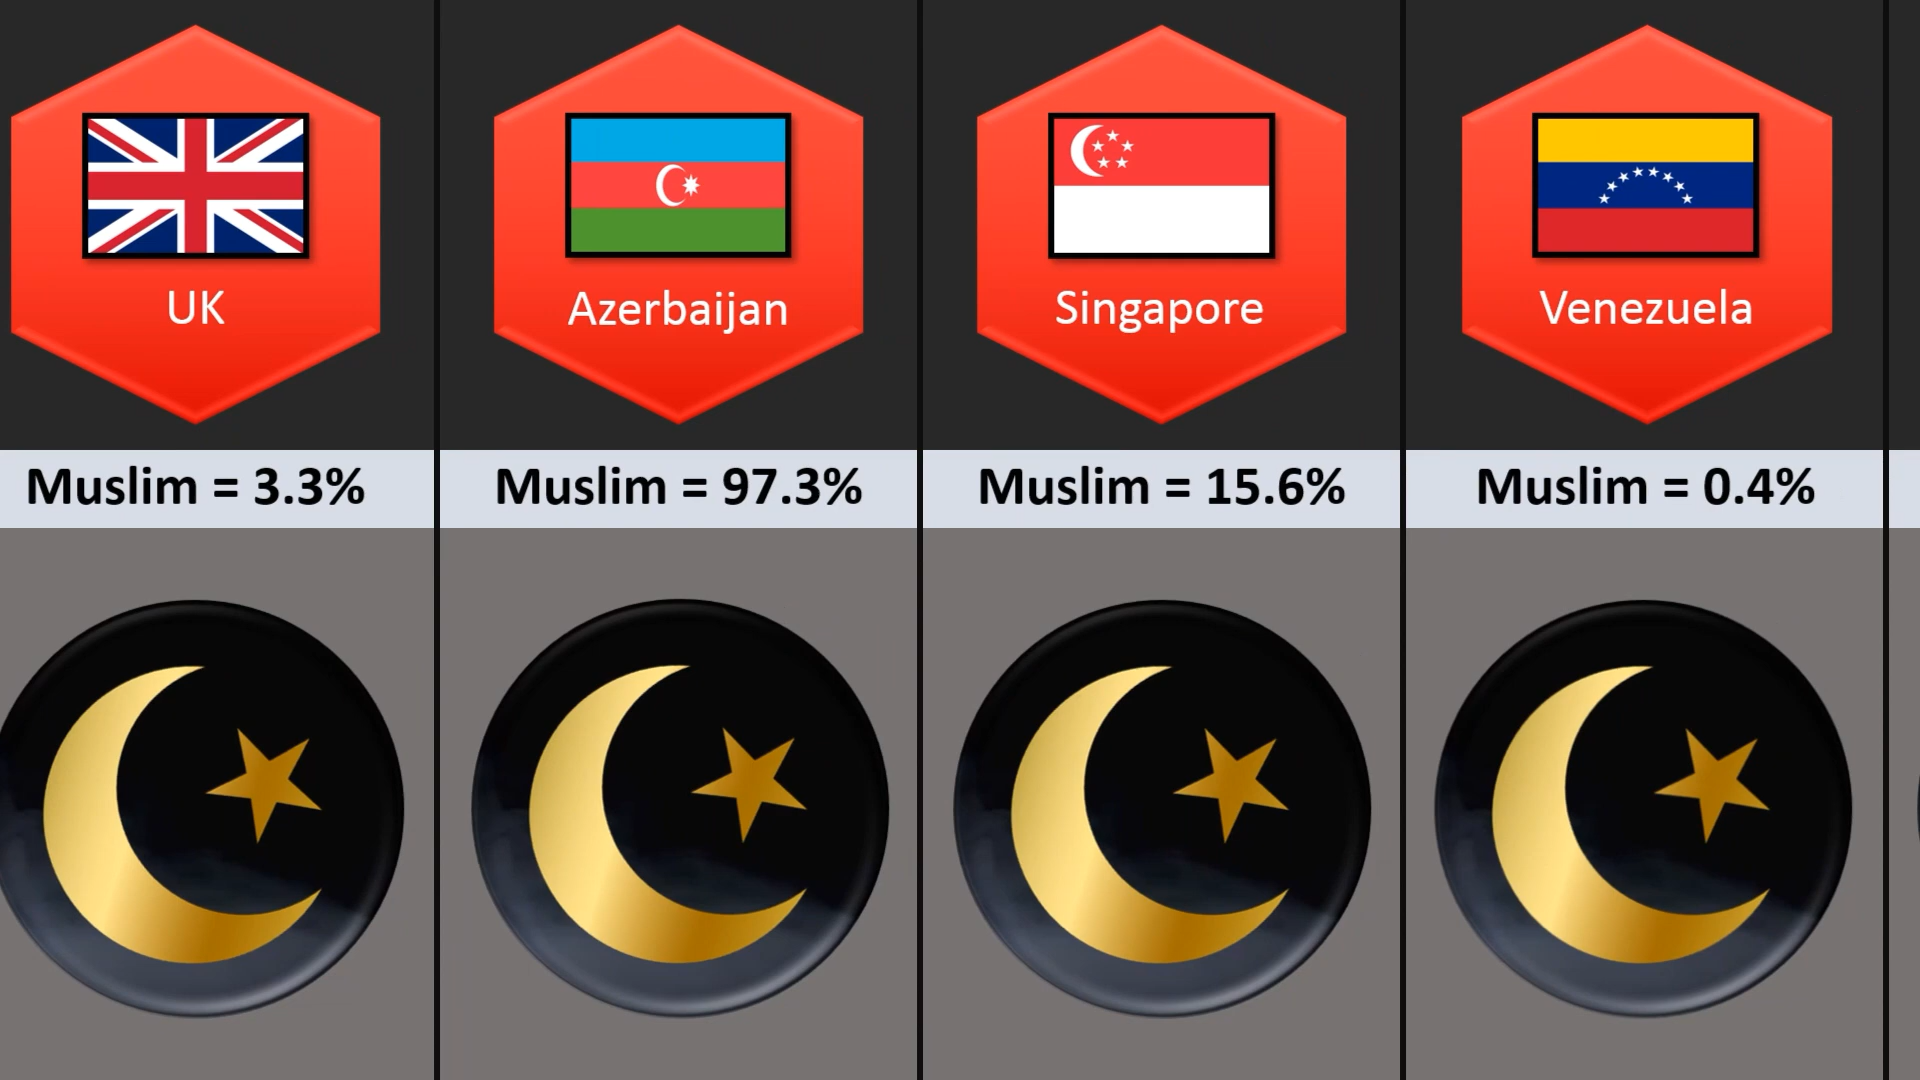 UK
Azerbaijan
Singapore
Venezuela
Muslim = 3.3%
Muslim = 97.3%
Muslim = 15.6%
Muslim = 0.4%